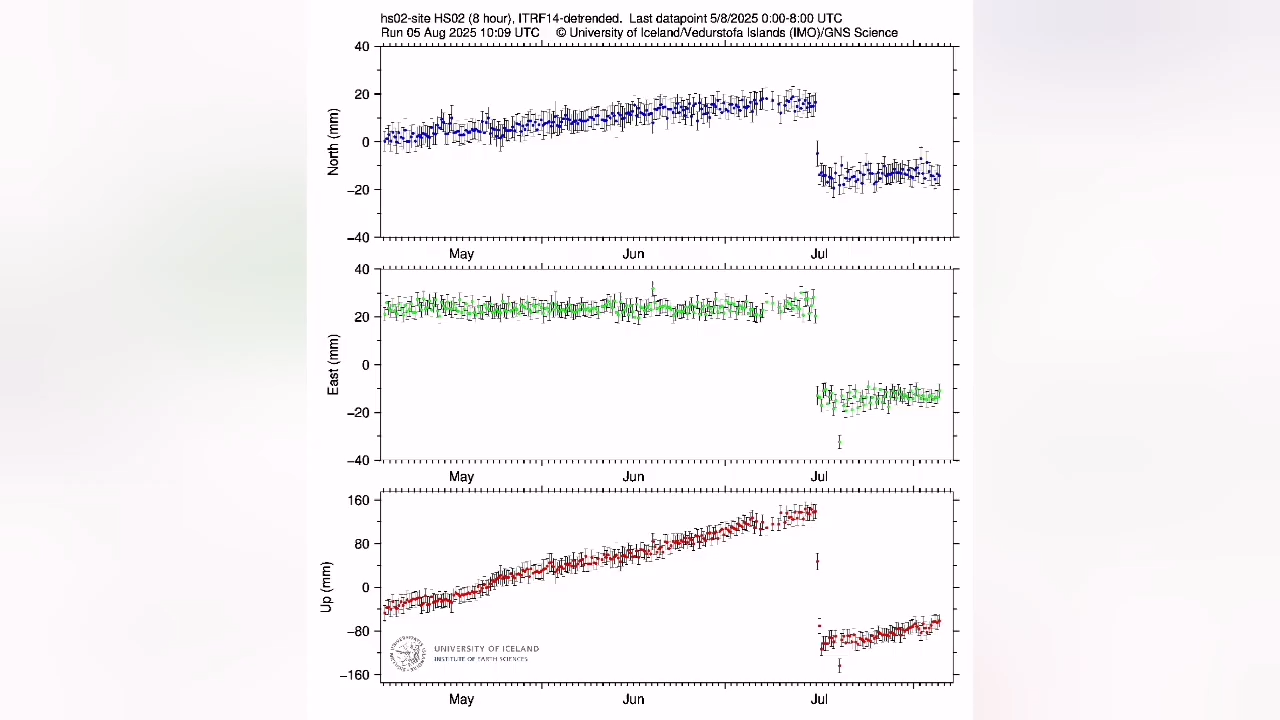 hs02-site HS02 (8 hour), ITRF14-detrended. Last datapoint 5/8/2025 0:00-8:00 UTC
Run 05 Aug 2025 10:09 UTC © University of Iceland/Vedurstofa Islands (IMO)/GNS Science
40
20
0
−20
−40
North (mm)
May Jun Jul
40
20
0
−20
−40
East (mm)
May Jun Jul
160
80
0
−80
−160
Up (mm)
UNIVERSITY OF ICELAND
INSTITUTE OF EARTH SCIENCES
May Jun Jul